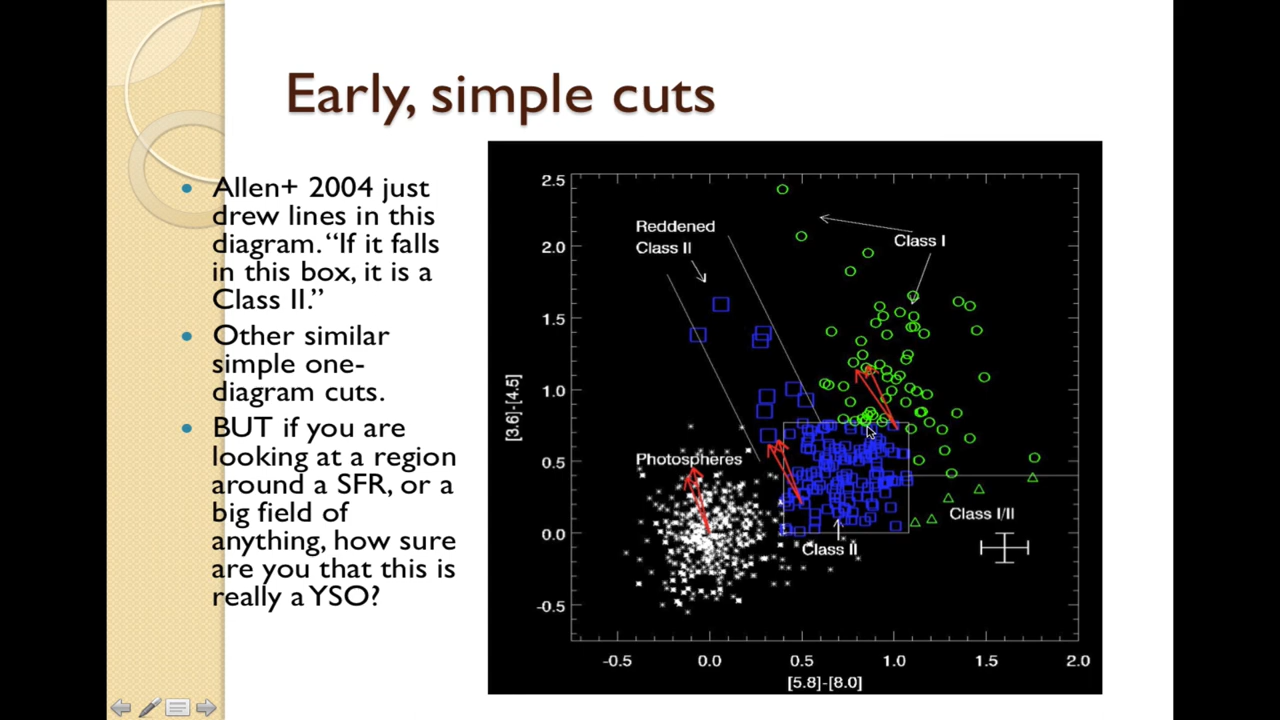 Early, simple cuts
• Allen+ 2004 just
drew lines in this
diagram. “If it falls
in this box, it is a
Class II.”
• Other similar
simple one-
diagram cuts.
• BUT if you are
looking at a region
around a SFR, or a
big field of
anything, how sure
are you that this is
really a YSO?
2.5
2.0
1.5
1.0
0.5
0.0
-0.5
[3.6]-[4.5]
Reddened
Class II
Class I
Photospheres
Class II
Class I/II
-0.5 0.0 0.5 1.0 1.5 2.0
[5.8]-[8.0]